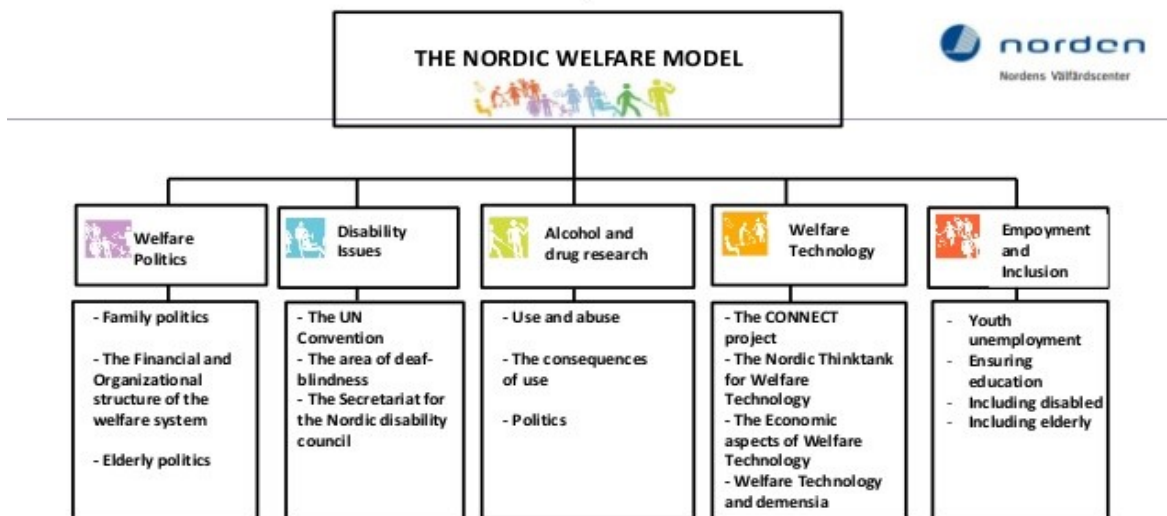 THE NORDIC WELFARE MODEL
norden
Nordens Välfärdscenter
Welfare
Politics
Disability
Issues
Alcohol and
drug research
Welfare
Technology
Empoyment
and
Inclusion
- Family politics
- The Financial and
Organizational
structure of the
welfare system
- Elderly politics
- The UN
Convention
- The area of deaf-
blindness
- The Secretariat for
the Nordic disability
council
- Use and abuse
- The consequences
of use
- Politics
- The CONNECT
project
- The Nordic Thinktank
for Welfare
Technology
- The Economic
aspects of Welfare
Technology
- Welfare Technology
and demensia
- Youth
unemployment
- Ensuring
education
- Including disabled
- Including elderly